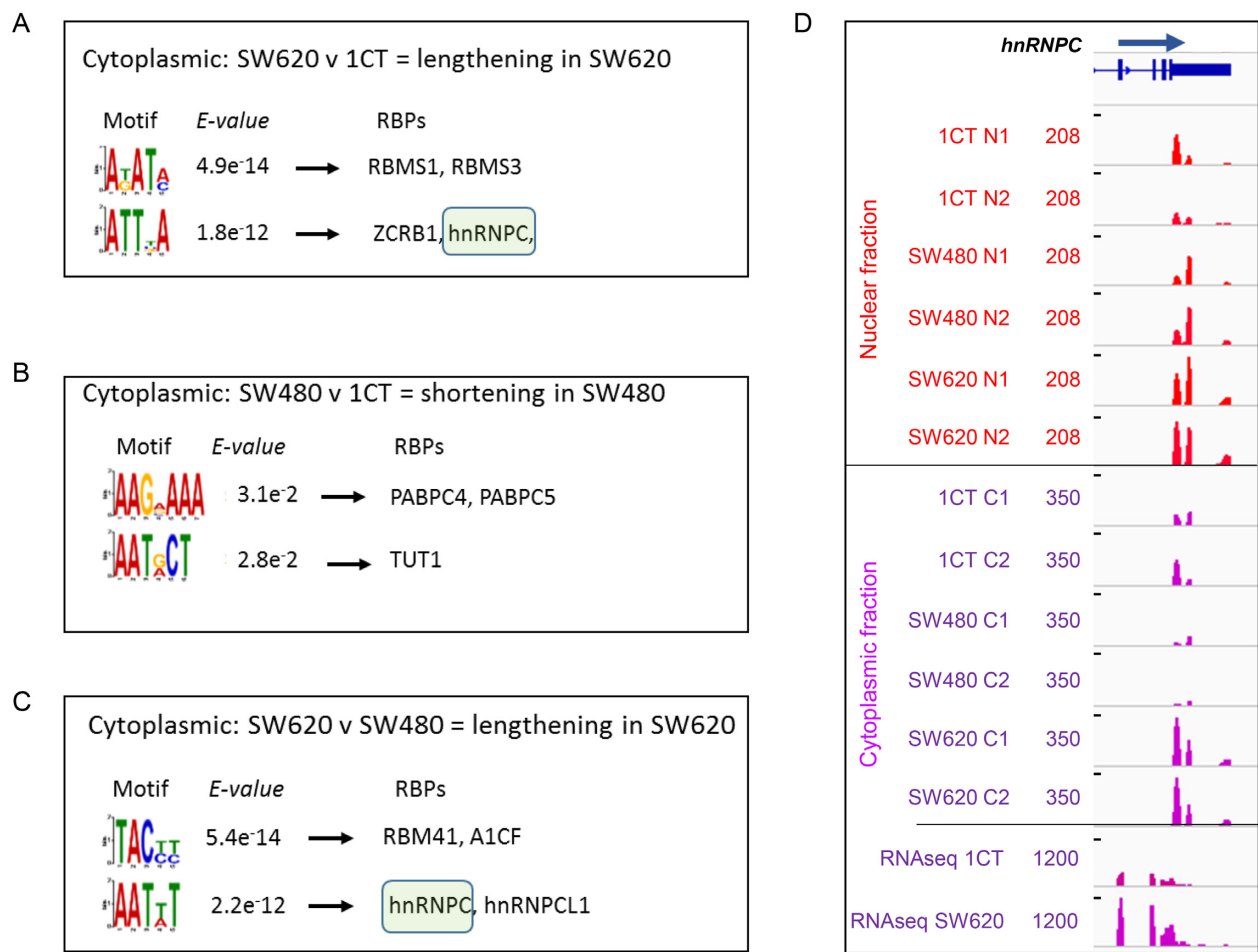 A
Cytoplasmic: SW620 v 1CT = lengthening in SW620
Motif E-value RBPs
4.9e-14 RBMS1, RBMS3
1.8e-12 ZCRB1, hnRNPC,
B
Cytoplasmic: SW480 v 1CT = shortening in SW480
Motif E-value RBPs
3.1e-2 PABPC4, PABPC5
2.8e-2 TUT1
C
Cytoplasmic: SW620 v SW480 = lengthening in SW620
Motif E-value RBPs
5.4e-14 RBM41, A1CF
2.2e-12 hnRNPC, hnRNPCL1
D
hnRNPC
Nuclear fraction
1CT N1 208
1CT N2 208
SW480 N1 208
SW480 N2 208
SW620 N1 208
SW620 N2 208
Cytoplasmic fraction
1CT C1 350
1CT C2 350
SW480 C1 350
SW480 C2 350
SW620 C1 350
SW620 C2 350
RNAseq 1CT 1200
RNAseq SW620 1200